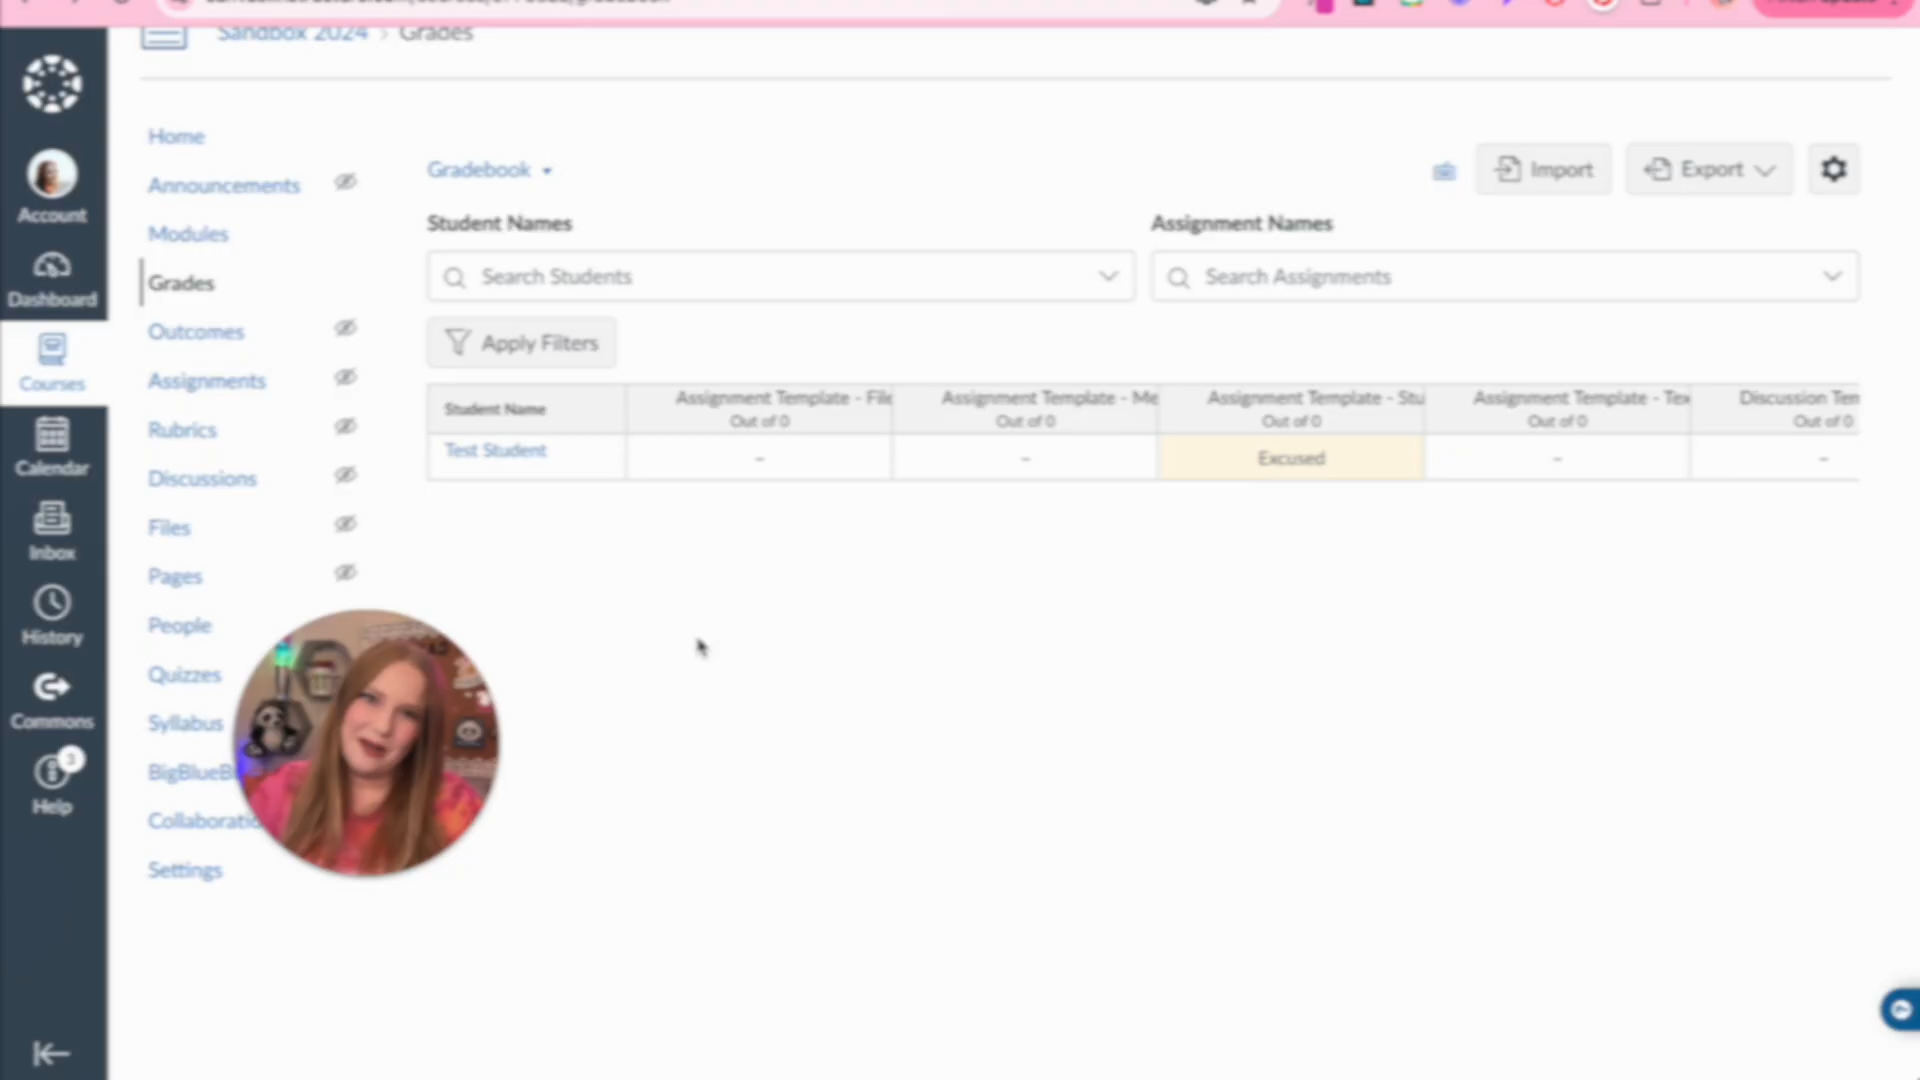 Sandbox 2024 > Grades
Account
Dashboard
Courses
Calendar
Inbox
History
Commons
3
Help
Home
Announcements
Modules
Grades
Outcomes
Assignments
Rubrics
Discussions
Files
Pages
People
Quizzes
Syllabus
BigBlueB
Collaboratio
Settings
Gradebook
Import
Export
Student Names
Assignment Names
Search Students
Search Assignments
Apply Filters
Student Name
Assignment Template - File
Out of 0
Assignment Template - Me
Out of 0
Assignment Template - Stu
Out of 0
Assignment Template - Tex
Out of 0
Discussion Tem
Out of 0
Test Student
–
–
Excused
–
–